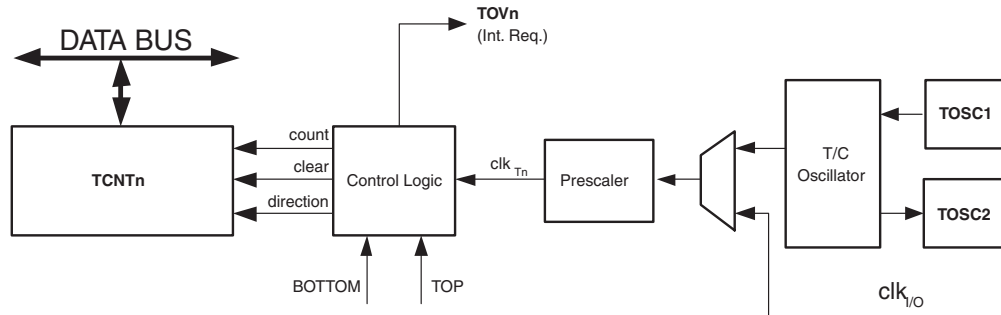 TOVn
(Int. Req.)
DATA BUS
count
clear
direction
TCNTn
Control Logic
clk Tn
Prescaler
T/C
Oscillator
TOSC1
TOSC2
BOTTOM
TOP
clk I/O